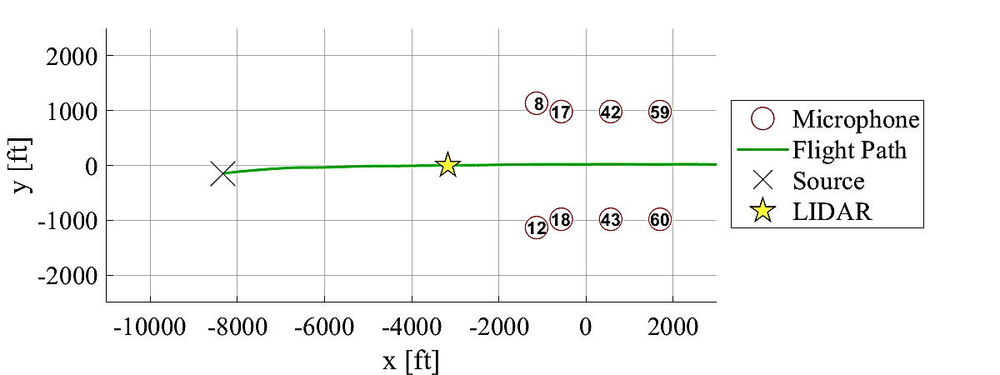 2000
1000
0
-1000
-2000
y [ft]
8 17 42 59
12 18 43 60
-10000 -8000 -6000 -4000 -2000 0 2000
x [ft]
Microphone
Flight Path
Source
LIDAR